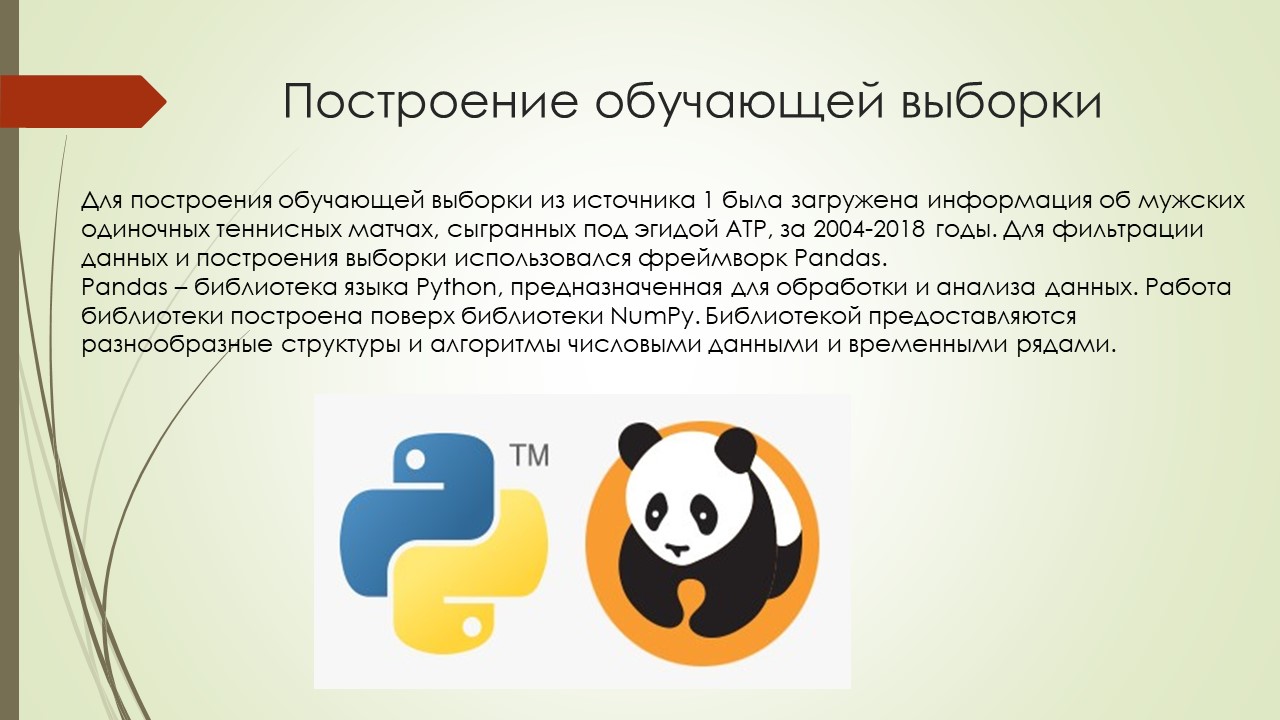 Построение обучающей выборки
Для построения обучающей выборки из источника 1 была загружена информация об мужских
одиночных теннисных матчах, сыгранных под эгидой ATP, за 2004-2018 годы. Для фильтрации
данных и построения выборки использовался фреймворк Pandas.
Pandas – библиотека языка Python, предназначенная для обработки и анализа данных. Работа
библиотеки построена поверх библиотеки NumPy. Библиотекой предоставляются
разнообразные структуры и алгоритмы числовыми данными и временными рядами.
TM